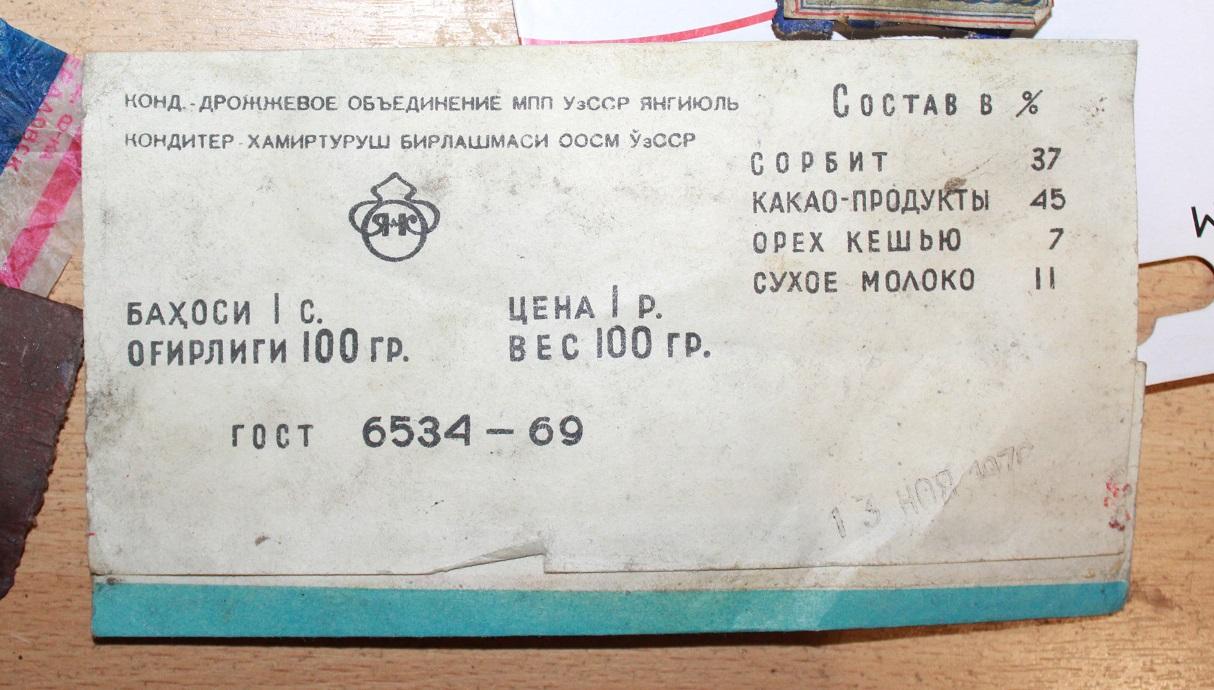 КОНД.-ДРОЖЖЕВОЕ ОБЪЕДИНЕНИЕ МПП УзССР ЯНГИЮЛЬ
КОНДИТЕР-ХАМИРТУРУШ БИРЛАШМАСИ ООСМ ЎзССР
ЯЧК
БАҲОСИ 1 С.
ОҒИРЛИГИ 100 ГР.
ЦЕНА 1 Р.
ВЕС 100 ГР.
ГОСТ 6534-69
СОСТАВ В %
СОРБИТ 37
КАКАО-ПРОДУКТЫ 45
ОРЕХ КЕШЬЮ 7
СУХОЕ МОЛОКО 11
13 НОЯ